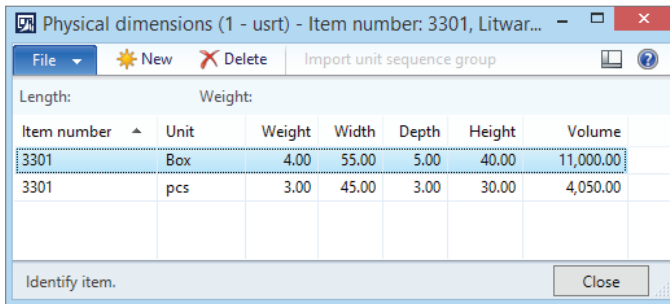 Physical dimensions (1 - usrt) - Item number: 3301, Litwar...
File New Delete Import unit sequence group
Length: Weight:
Item number Unit Weight Width Depth Height Volume
3301 Box 4.00 55.00 5.00 40.00 11,000.00
3301 pcs 3.00 45.00 3.00 30.00 4,050.00
Identify item. Close